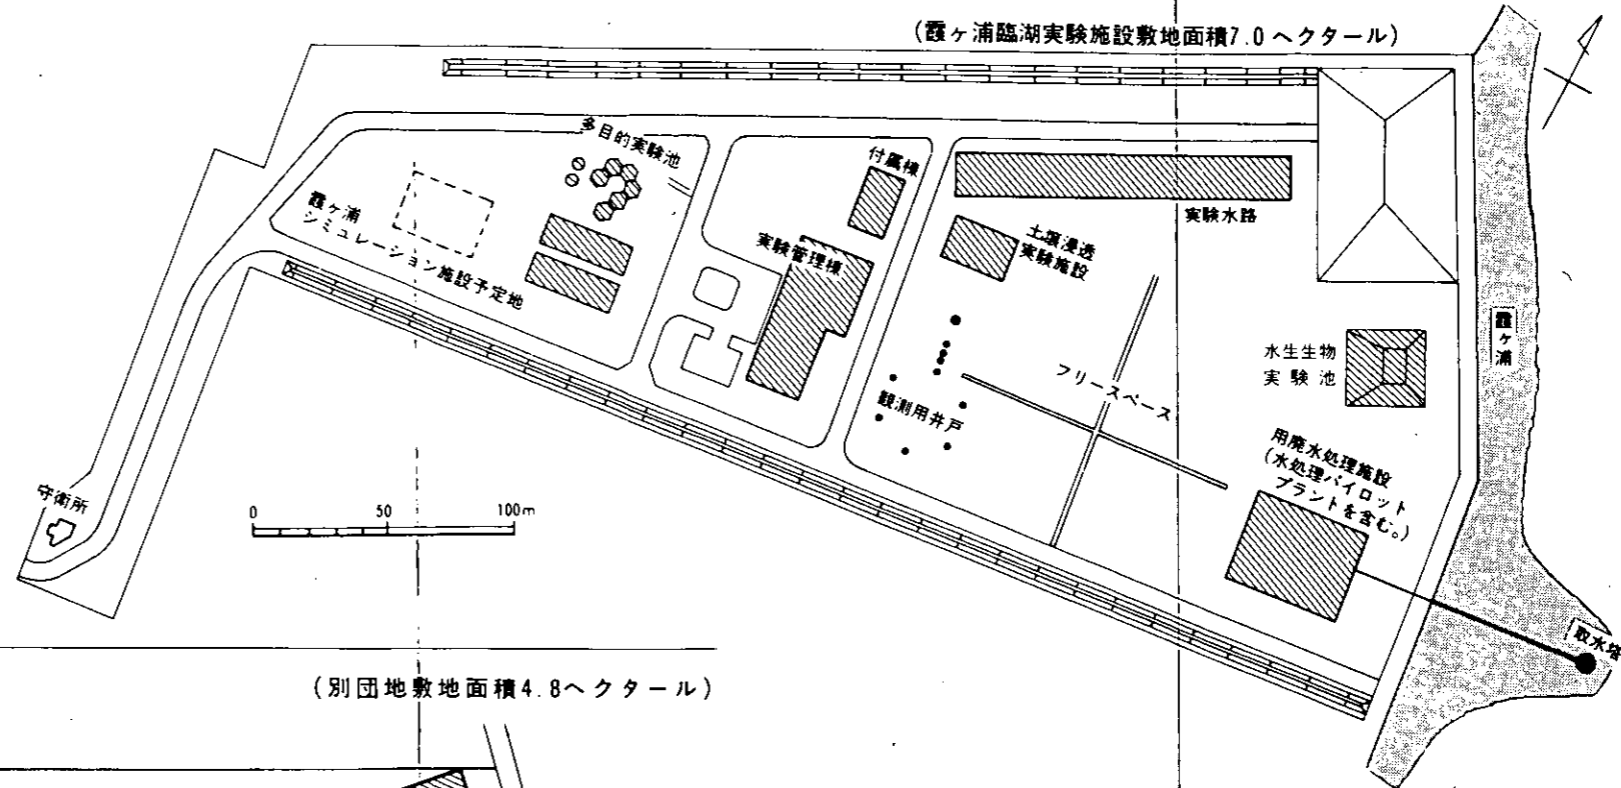 (霞ヶ浦臨湖実験施設敷地面積7.0ヘクタール)
多目的実験池
付属棟
実験水路
霞ヶ浦
シミュレーション施設予定地
実験管理棟
土壌浸透
実験施設
霞ヶ浦
水生生物
実験池
フリースペース
観測用井戸
用廃水処理施設
(水処理パイロット
プラントを含む。)
守衛所
0 50 100m
取水塔
(別団地敷地面積4.8ヘクタール)